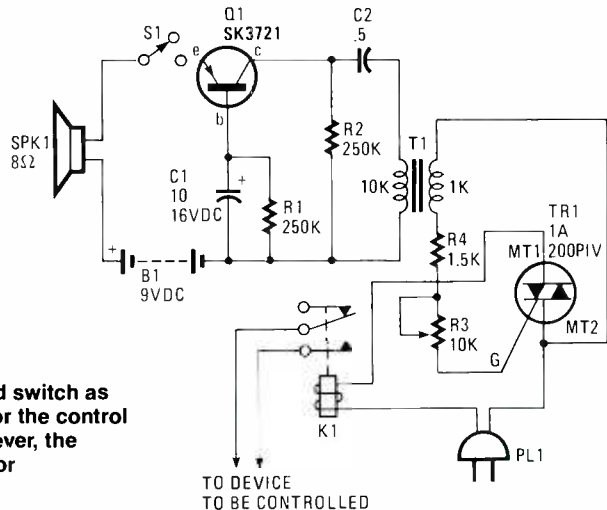 Q1
SK3721
S1
e
c
b
C2
.5
SPK1
8Ω
C1
10
16VDC
R1
250K
R2
250K
T1
10K
1K
R4
1.5K
TR1
1A
200PIV
MT1
MT2
R3
10K
G
+
+
B1
9VDC
K1
PL1
TO DEVICE
TO BE CONTROLLED
d switch as
or the control
ever, the
or